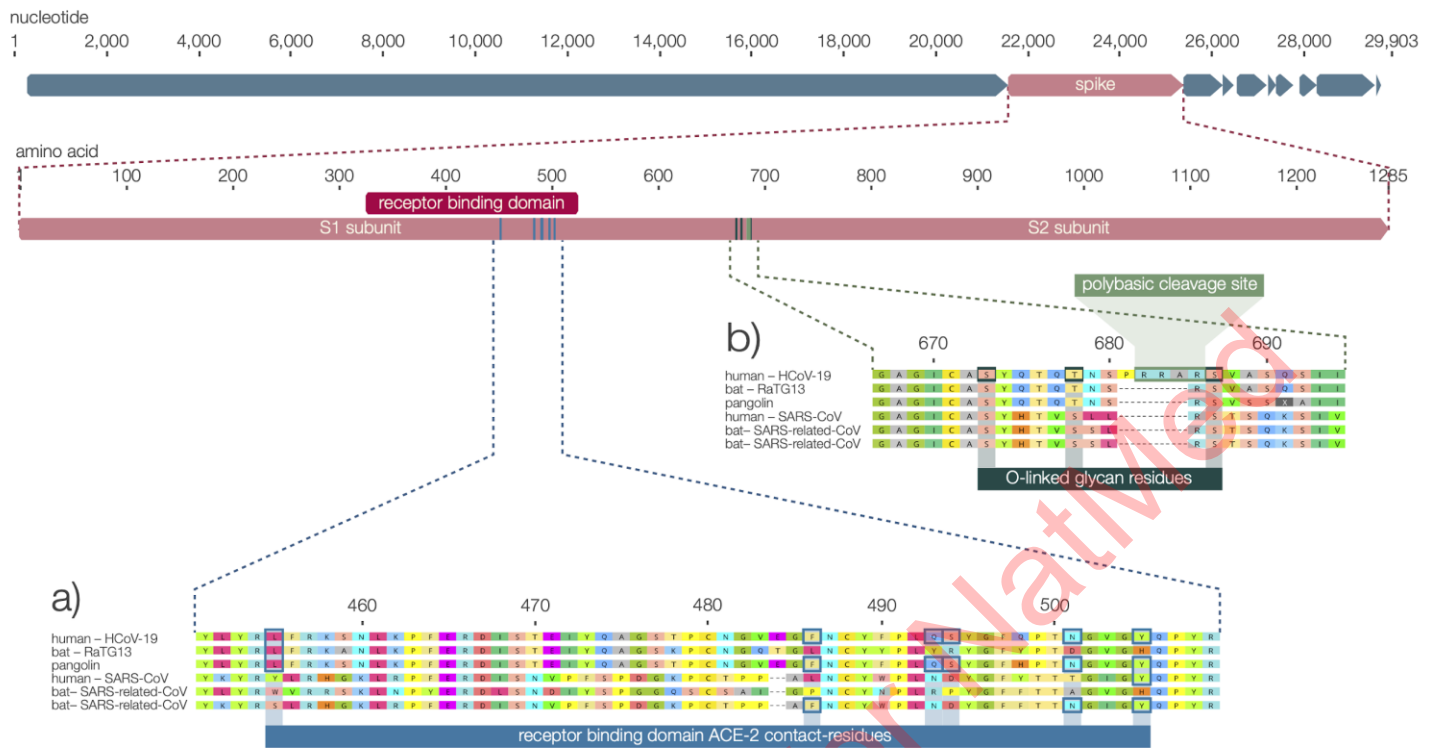 nucleotide
1 2,000 4,000 6,000 8,000 10,000 12,000 14,000 16,000 18,000 20,000 22,000 24,000 26,000 28,000 29,903
spike
amino acid
100 200 300 400 500 600 700 800 900 1000 1100 1200 1285
receptor binding domain
S1 subunit S2 subunit
polybasic cleavage site
b)
670 680 690
human – HCoV-19 G A G I C A S Y Q T Q T N S P R R A R S V A S Q S I I
bat – RaTG13 G A G I C A S Y Q T Q T N S - - - - R S V A S Q S I I
pangolin G A G I C A S Y Q T Q T N S - - - - R S V S S X A I I
human – SARS-CoV G A G I C A S Y H T V S L L - - - - R S T S Q K S I V
bat– SARS-related-CoV G A G I C A S Y H T V S S L - - - - R S T S Q K S I V
bat– SARS-related-CoV G A G I C A S Y H T V S S L - - - - R S T S Q K S I V
O-linked glycan residues
a)
460 470 480 490 500
human – HCoV-19 Y L Y R L F R K S N L K P F E R D I S T E I Y Q A G S T P C N G V E G F N C Y F P L Q S Y G F Q P T N G V G Y Q P Y R
bat – RaTG13 Y L Y R L F R K A N L K P F E R D I S T E I Y Q A G S K P C N G Q T G L N C Y Y P L Y R Y G F Y P T D G V G H Q P Y R
pangolin Y L Y R L F R K S N L K P F E R D I S T E I Y Q A G S T P C N G V E G F N C Y F P L Q S Y G F H P T N G V G Y Q P Y R
human – SARS-CoV Y K Y R Y L R H G K L R P F E R D I S N V P F S P D G K P C T P P - A L N C Y W P L N D Y G F Y T T T G I G Y Q P Y R
bat– SARS-related-CoV Y L Y R W V R R S K L N P Y E R D L S N D I Y S P G G Q S C S A I - G P N C Y N P L R P Y G F F T T A G V G H Q P Y R
bat– SARS-related-CoV Y K Y R S L R H G K L R P F E R D I S N V P F S P D G K P C T P P - A F N C Y W P L N D Y G F F T T N G I G Y Q P Y R
receptor binding domain ACE-2 contact-residues
NatMed